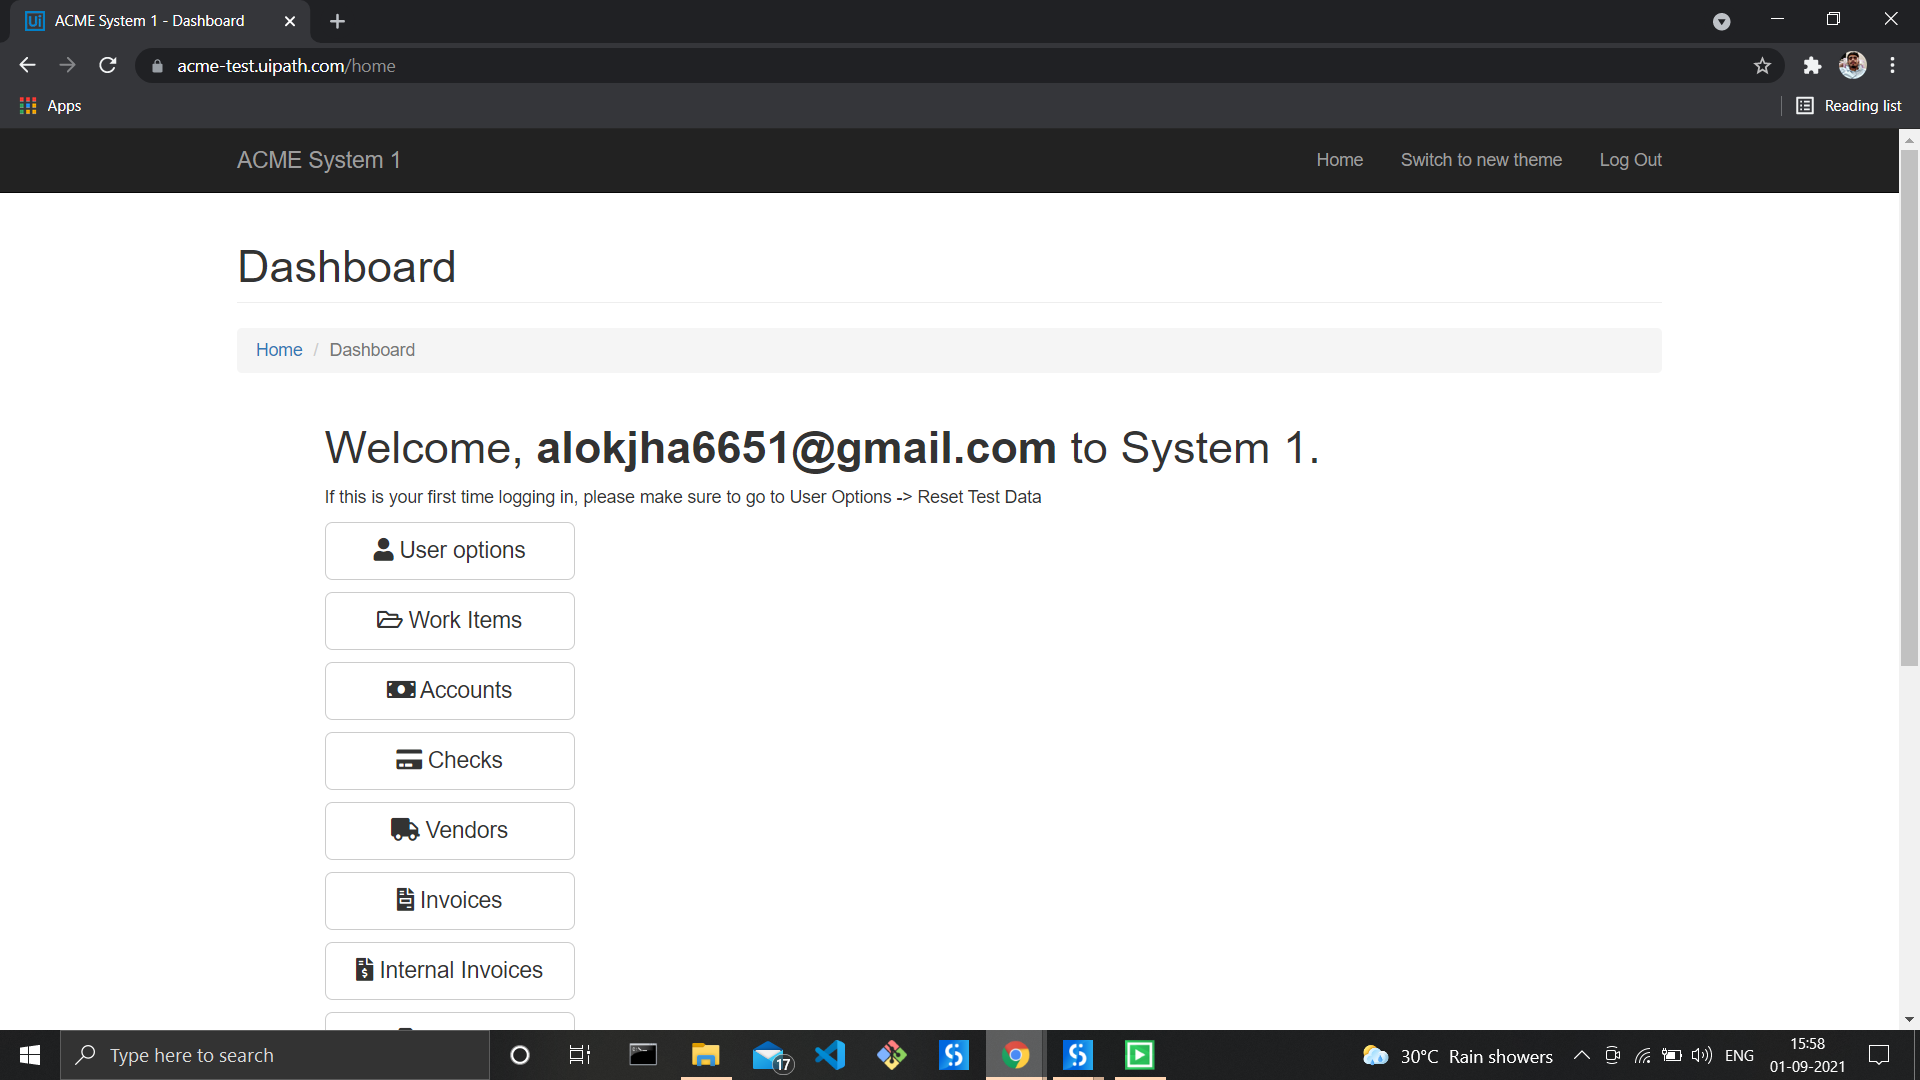 ACME System 1 - Dashboard
acme-test.uipath.com/home
Apps
Reading list
ACME System 1
Home
Switch to new theme
Log Out
Dashboard
Home / Dashboard
Welcome, alokjha6651@gmail.com to System 1.
If this is your first time logging in, please make sure to go to User Options -> Reset Test Data
User options
Work Items
Accounts
Checks
Vendors
Invoices
Internal Invoices
Type here to search
17
30°C Rain showers
ENG
15:58
01-09-2021